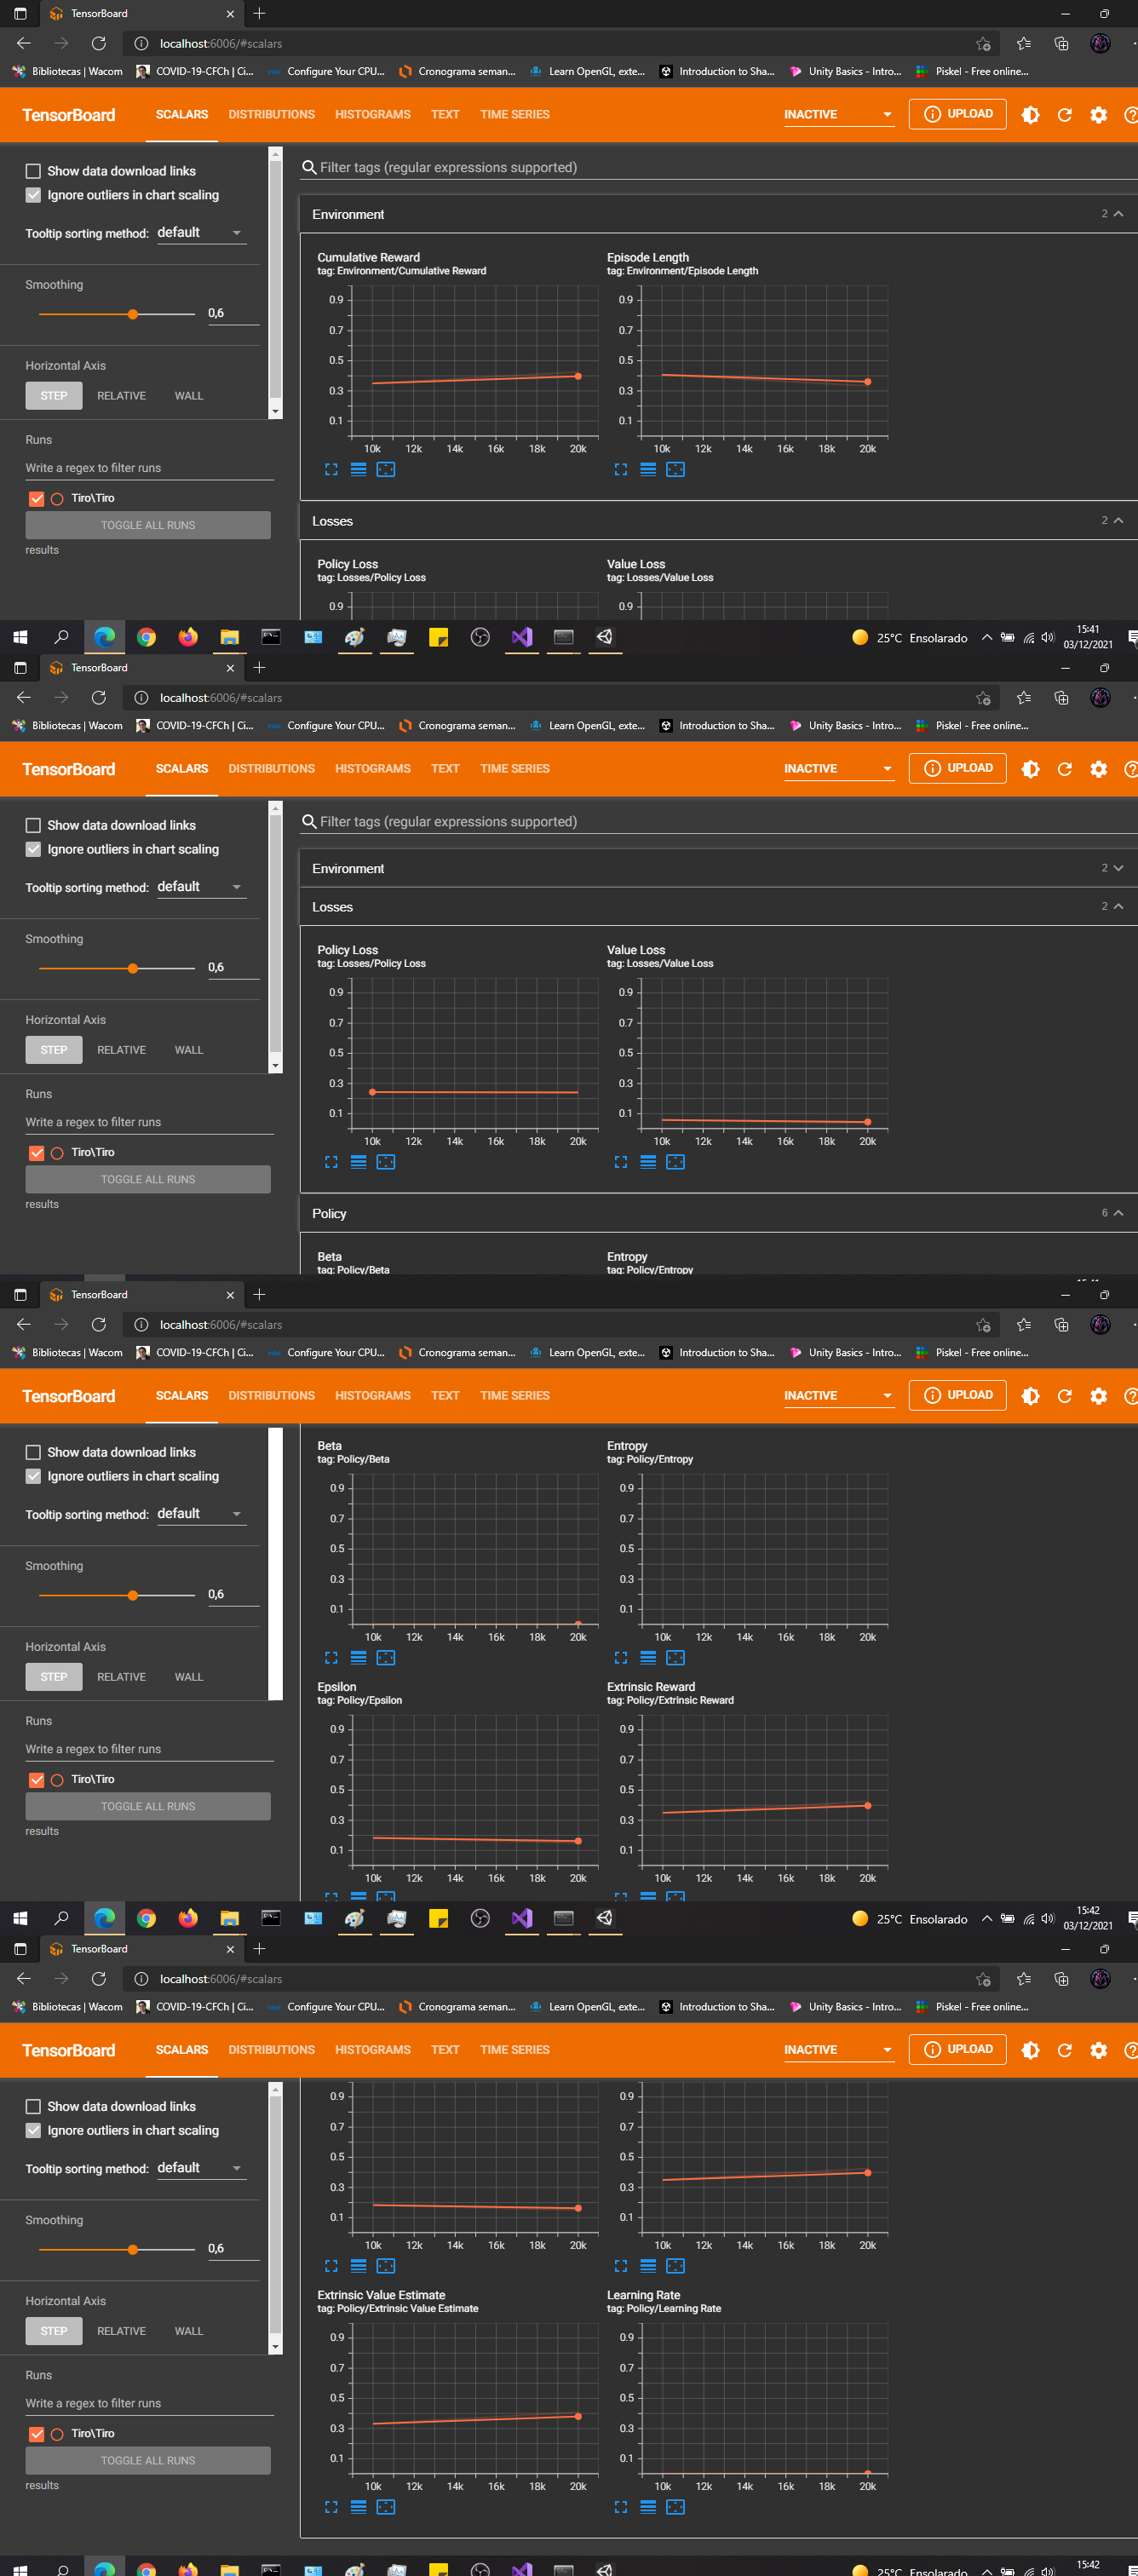 TensorBoard
localhost:6006/#scalars
Bibliotecas | Wacom COVID-19-CFCh | Ci... Configure Your CPU... Cronograma seman... Learn OpenGL, exte... Introduction to Sha... Unity Basics - Intro... Piskel - Free online...
TensorBoard SCALARS DISTRIBUTIONS HISTOGRAMS TEXT TIME SERIES INACTIVE UPLOAD
Show data download links
Ignore outliers in chart scaling
Tooltip sorting method: default
Smoothing
0,6
Horizontal Axis
STEP RELATIVE WALL
Runs
Write a regex to filter runs
Tiro\Tiro
TOGGLE ALL RUNS
results
Filter tags (regular expressions supported)
Environment 2
Cumulative Reward
tag: Environment/Cumulative Reward
0.9
0.7
0.5
0.3
0.1
10k 12k 14k 16k 18k 20k
Episode Length
tag: Environment/Episode Length
0.9
0.7
0.5
0.3
0.1
10k 12k 14k 16k 18k 20k
Losses 2
Policy Loss
tag: Losses/Policy Loss
0.9
Value Loss
tag: Losses/Value Loss
0.9
25°C Ensolarado
15:41
03/12/2021
TensorBoard
localhost:6006/#scalars
Bibliotecas | Wacom COVID-19-CFCh | Ci... Configure Your CPU... Cronograma seman... Learn OpenGL, exte... Introduction to Sha... Unity Basics - Intro... Piskel - Free online...
TensorBoard SCALARS DISTRIBUTIONS HISTOGRAMS TEXT TIME SERIES INACTIVE UPLOAD
Show data download links
Ignore outliers in chart scaling
Tooltip sorting method: default
Smoothing
0,6
Horizontal Axis
STEP RELATIVE WALL
Runs
Write a regex to filter runs
Tiro\Tiro
TOGGLE ALL RUNS
results
Filter tags (regular expressions supported)
Environment 2
Losses 2
Policy Loss
tag: Losses/Policy Loss
0.9
0.7
0.5
0.3
0.1
10k 12k 14k 16k 18k 20k
Value Loss
tag: Losses/Value Loss
0.9
0.7
0.5
0.3
0.1
10k 12k 14k 16k 18k 20k
Policy 6
Beta
tag: Policy/Beta
Entropy
tag: Policy/Entropy
TensorBoard
localhost:6006/#scalars
Bibliotecas | Wacom COVID-19-CFCh | Ci... Configure Your CPU... Cronograma seman... Learn OpenGL, exte... Introduction to Sha... Unity Basics - Intro... Piskel - Free online...
TensorBoard SCALARS DISTRIBUTIONS HISTOGRAMS TEXT TIME SERIES INACTIVE UPLOAD
Show data download links
Ignore outliers in chart scaling
Tooltip sorting method: default
Smoothing
0,6
Horizontal Axis
STEP RELATIVE WALL
Runs
Write a regex to filter runs
Tiro\Tiro
TOGGLE ALL RUNS
results
Beta
tag: Policy/Beta
0.9
0.7
0.5
0.3
0.1
10k 12k 14k 16k 18k 20k
Entropy
tag: Policy/Entropy
0.9
0.7
0.5
0.3
0.1
10k 12k 14k 16k 18k 20k
Epsilon
tag: Policy/Epsilon
0.9
0.7
0.5
0.3
0.1
10k 12k 14k 16k 18k 20k
Extrinsic Reward
tag: Policy/Extrinsic Reward
0.9
0.7
0.5
0.3
0.1
10k 12k 14k 16k 18k 20k
25°C Ensolarado
15:42
03/12/2021
TensorBoard
localhost:6006/#scalars
Bibliotecas | Wacom COVID-19-CFCh | Ci... Configure Your CPU... Cronograma seman... Learn OpenGL, exte... Introduction to Sha... Unity Basics - Intro... Piskel - Free online...
TensorBoard SCALARS DISTRIBUTIONS HISTOGRAMS TEXT TIME SERIES INACTIVE UPLOAD
Show data download links
Ignore outliers in chart scaling
Tooltip sorting method: default
Smoothing
0,6
Horizontal Axis
STEP RELATIVE WALL
Runs
Write a regex to filter runs
Tiro\Tiro
TOGGLE ALL RUNS
results
0.9
0.7
0.5
0.3
0.1
10k 12k 14k 16k 18k 20k
0.9
0.7
0.5
0.3
0.1
10k 12k 14k 16k 18k 20k
Extrinsic Value Estimate
tag: Policy/Extrinsic Value Estimate
0.9
0.7
0.5
0.3
0.1
10k 12k 14k 16k 18k 20k
Learning Rate
tag: Policy/Learning Rate
0.9
0.7
0.5
0.3
0.1
10k 12k 14k 16k 18k 20k
25°C Ensolarado
15:42